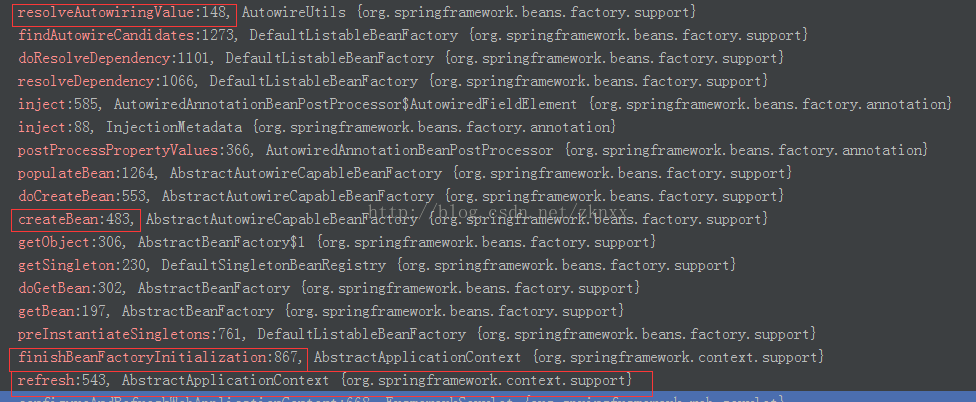 resolveAutowiringValue:148, AutowireUtils {org.springframework.beans.factory.support}
findAutowireCandidates:1273, DefaultListableBeanFactory {org.springframework.beans.factory.support}
doResolveDependency:1101, DefaultListableBeanFactory {org.springframework.beans.factory.support}
resolveDependency:1066, DefaultListableBeanFactory {org.springframework.beans.factory.support}
inject:585, AutowiredAnnotationBeanPostProcessor$AutowiredFieldElement {org.springframework.beans.factory.annotation}
inject:88, InjectionMetadata {org.springframework.beans.factory.annotation}
postProcessPropertyValues:366, AutowiredAnnotationBeanPostProcessor {org.springframework.beans.factory.annotation}
populateBean:1264, AbstractAutowireCapableBeanFactory {org.springframework.beans.factory.support}
doCreateBean:553, AbstractAutowireCapableBeanFactory {org.springframework.beans.factory.support}
createBean:483, AbstractAutowireCapableBeanFactory {org.springframework.beans.factory.support}
http://blog.csdn.net/zknxx
getObject:306, AbstractBeanFactory$1 {org.springframework.beans.factory.support}
getSingleton:230, DefaultSingletonBeanRegistry {org.springframework.beans.factory.support}
doGetBean:302, AbstractBeanFactory {org.springframework.beans.factory.support}
getBean:197, AbstractBeanFactory {org.springframework.beans.factory.support}
preInstantiateSingletons:761, DefaultListableBeanFactory {org.springframework.beans.factory.support}
finishBeanFactoryInitialization:867, AbstractApplicationContext {org.springframework.context.support}
refresh:543, AbstractApplicationContext {org.springframework.context.support}